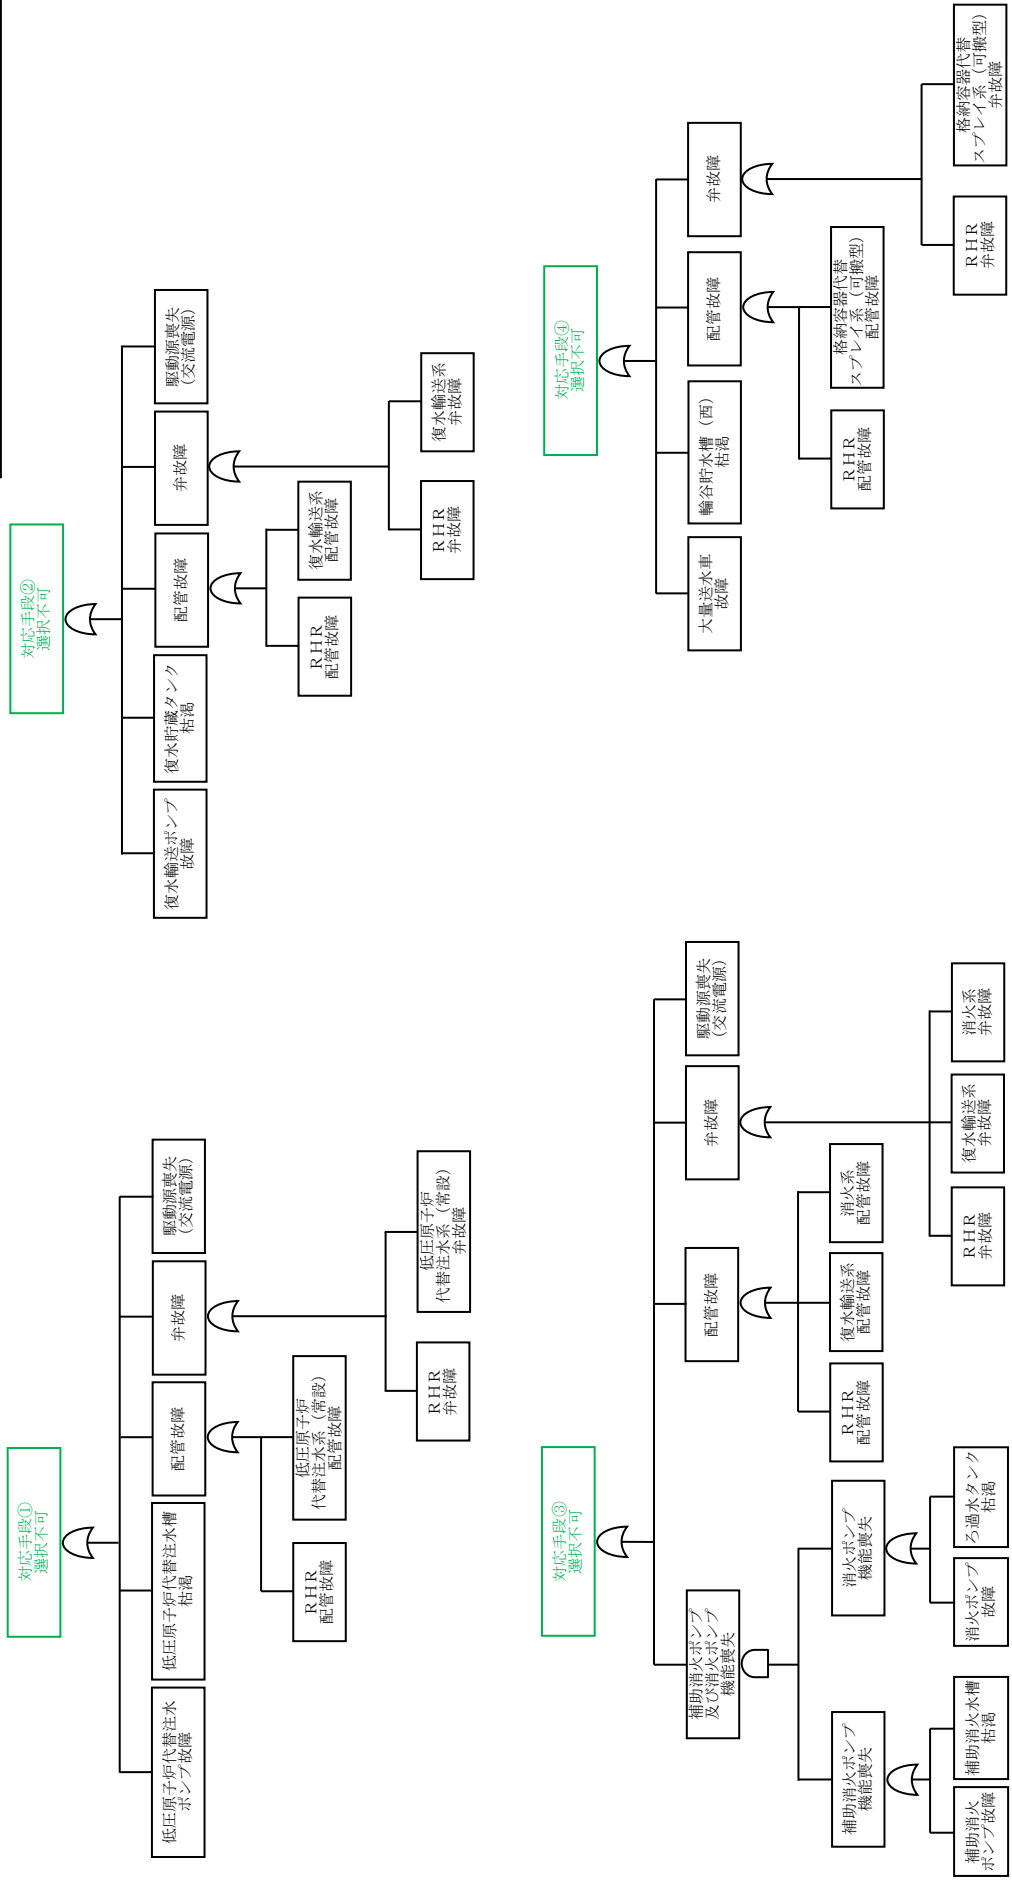 対応手段①
選択不可
低圧原子炉代替注水
ポンプ故障
低圧原子炉代替注水槽
枯渇
配管故障
弁故障
駆動源喪失
(交流電源)
RHR
配管故障
低圧原子炉
代替注水系（常設）
配管故障
RHR
弁故障
低圧原子炉
代替注水系（常設）
弁故障
対応手段②
選択不可
復水輸送ポンプ
故障
復水貯蔵タンク
枯渇
配管故障
弁故障
駆動源喪失
(交流電源)
RHR
配管故障
復水輸送系
配管故障
RHR
弁故障
復水輸送系
弁故障
対応手段③
選択不可
補助消火ポンプ
及び消火ポンプ
機能喪失
配管故障
弁故障
駆動源喪失
(交流電源)
補助消火ポンプ
機能喪失
消火ポンプ
機能喪失
RHR
配管故障
復水輸送系
配管故障
消火系
配管故障
補助消火
ポンプ故障
補助消火水槽
枯渇
消火ポンプ
故障
ろ過水タンク
枯渇
RHR
弁故障
復水輸送系
弁故障
消火系
弁故障
対応手段④
選択不可
大量送水車
故障
輪谷貯水槽（西）
枯渇
配管故障
弁故障
RHR
配管故障
格納容器代替
スプレイ系（可搬型）
配管故障
RHR
弁故障
格納容器代替
スプレイ系（可搬型）
弁故障